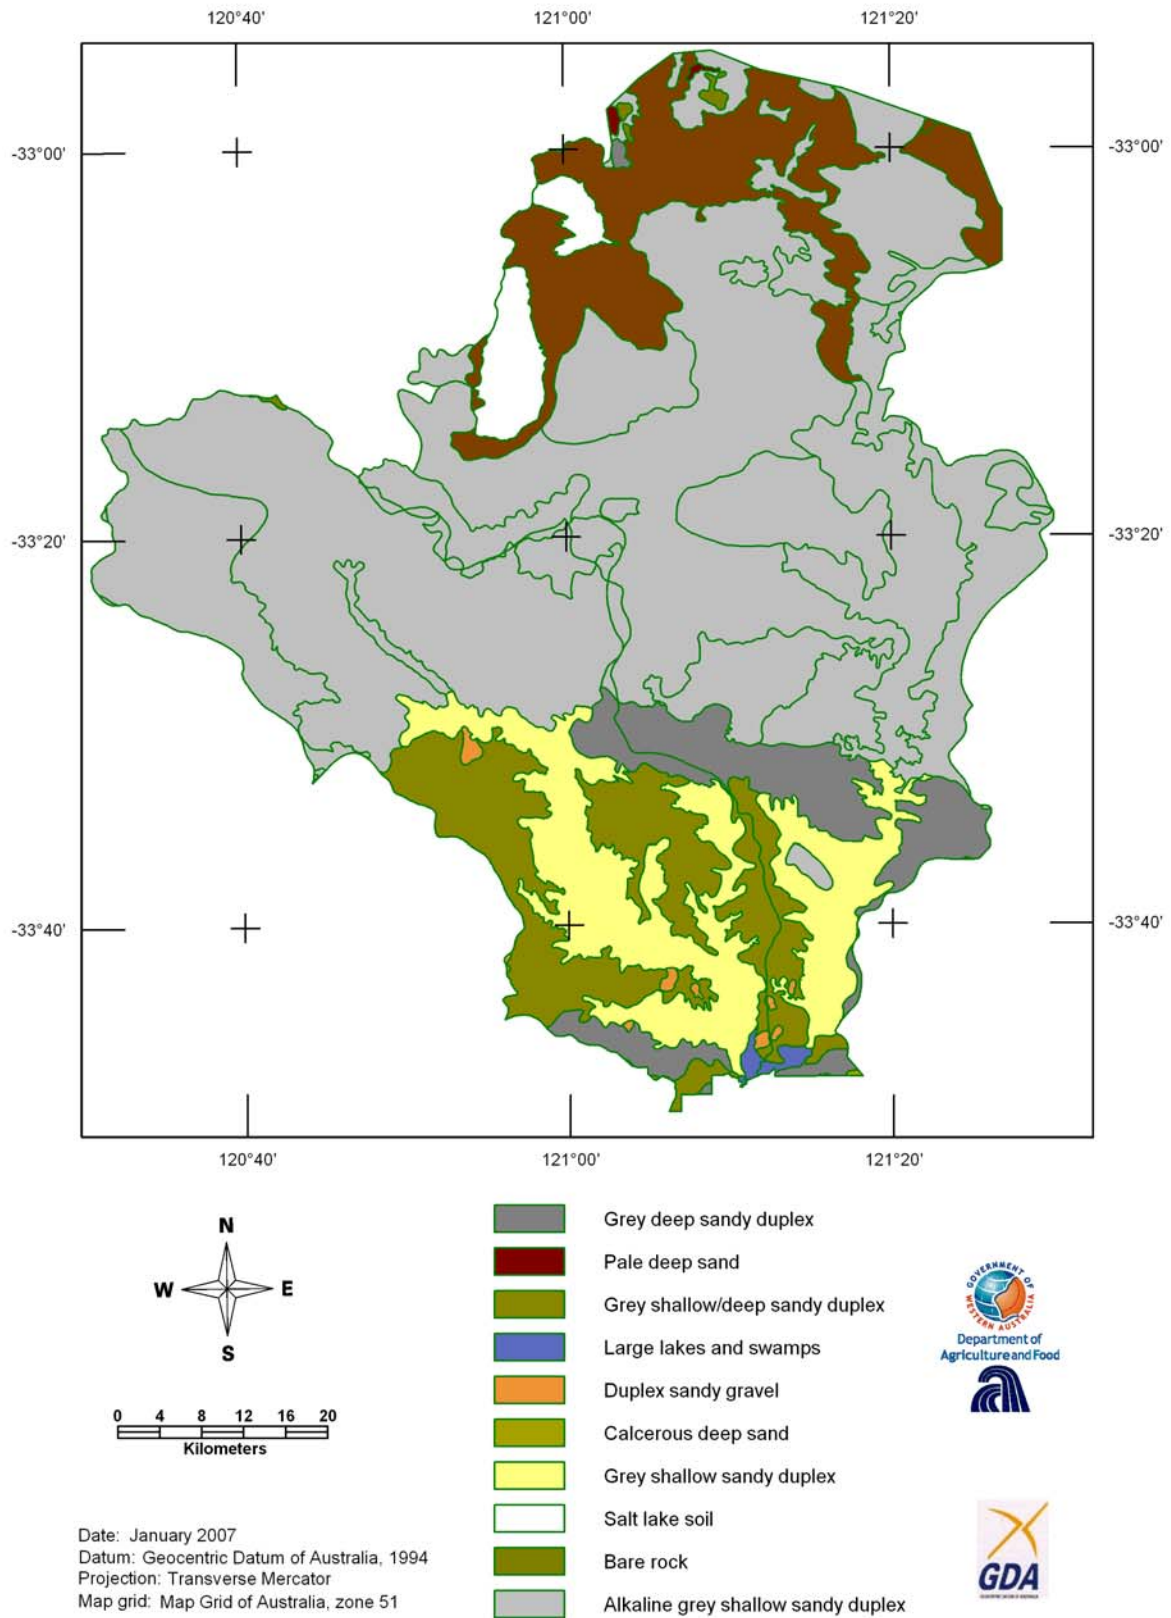 120°40' 121°00' 121°20'
-33°00' -33°00'
-33°20' -33°20'
-33°40' -33°40'
120°40' 121°00' 121°20'
N
W E
S
0 4 8 12 16 20
Kilometers
Date: January 2007
Datum: Geocentric Datum of Australia, 1994
Projection: Transverse Mercator
Map grid: Map Grid of Australia, zone 51
Grey deep sandy duplex
Pale deep sand
Grey shallow/deep sandy duplex
Large lakes and swamps
Duplex sandy gravel
Calcerous deep sand
Grey shallow sandy duplex
Salt lake soil
Bare rock
Alkaline grey shallow sandy duplex
GOVERNMENT OF
WESTERN AUSTRALIA
Department of
Agriculture and Food
GDA